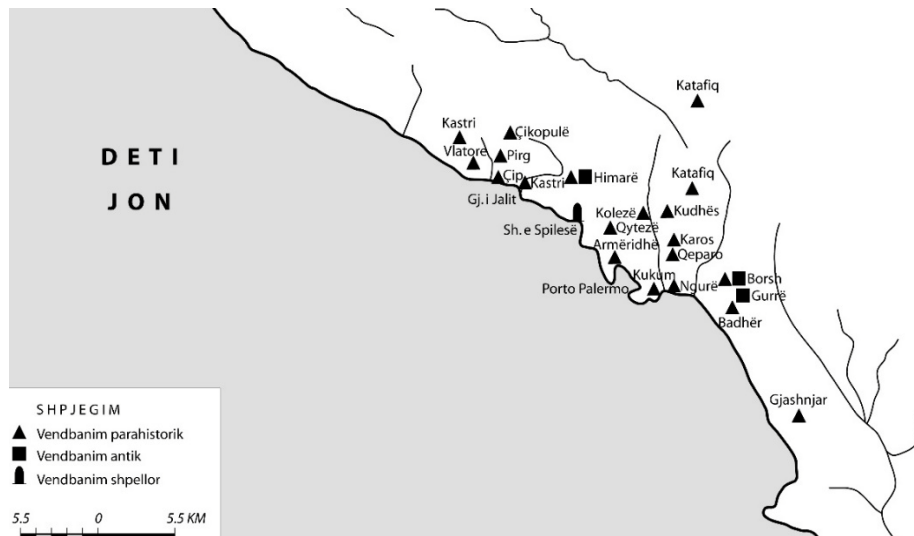 Katafiq
DETI
JON
Kastri
Çikopulë
Vlatore
Pirg
Çip
Kastri
Himarë
Katafiq
Gj. i Jalit
Sh. e Spilesë
Kolezë
Kudhës
Qytezë
Karos
Armëridhë
Qeparo
Kukum
Porto Palermo
Ngurë
Borsh
Gurrë
Badhër
Gjashnjar
SHPJEGIM
Vendbanim parahistorik
Vendbanim antik
Vendbanim shpellor
5.5 0 5.5 KM